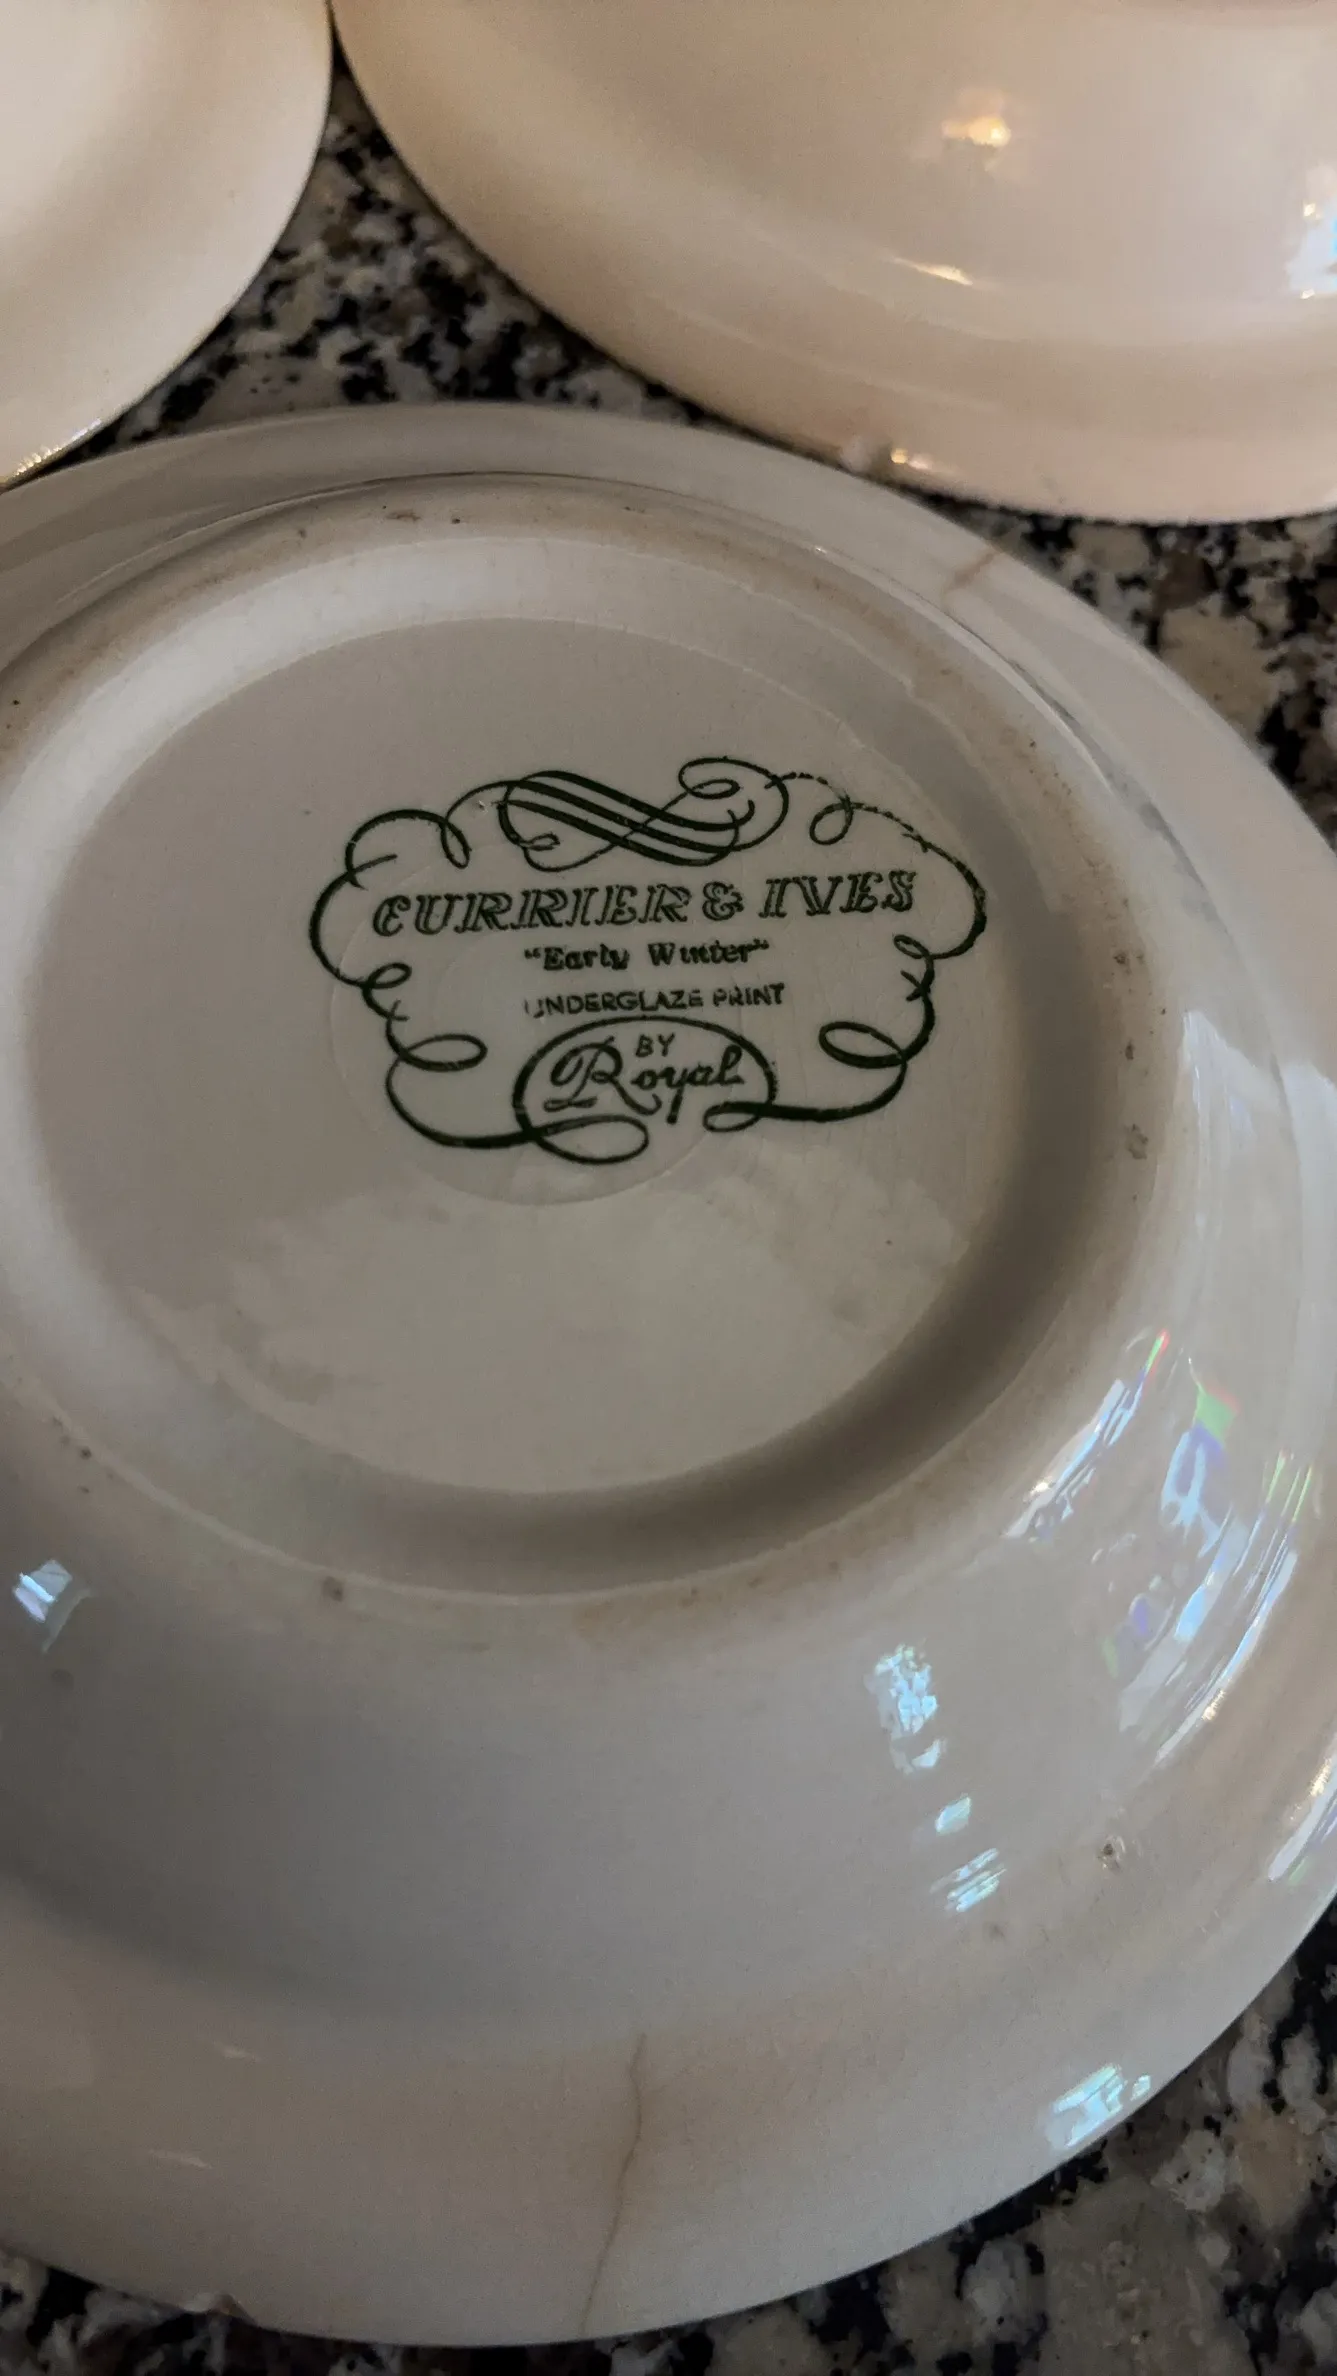 CURRIER & IVES
"Early Winter"
UNDERGLAZE PRINT
BY
Royal